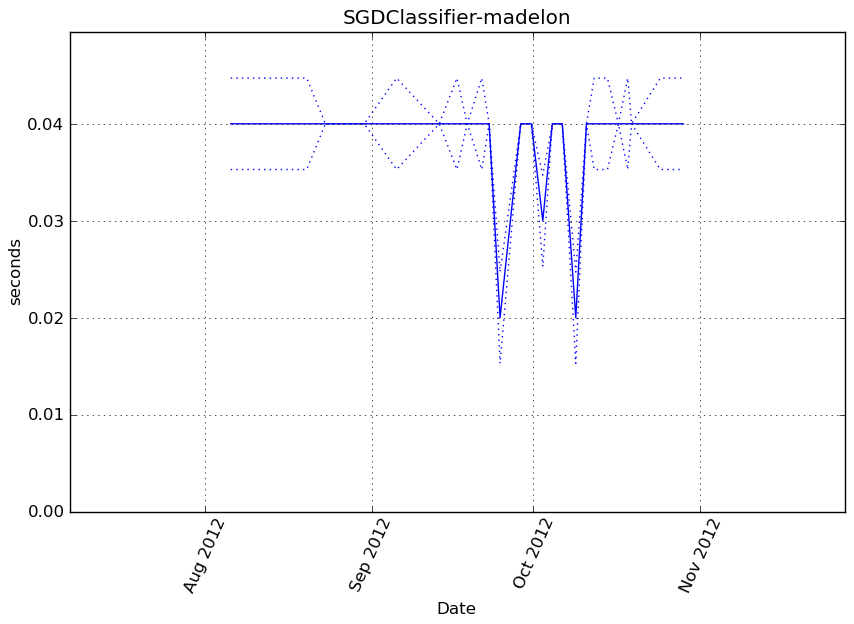 SGDClassifier-madelon
0.04
0.03
0.02
0.01
0.00
seconds
Aug 2012
Sep 2012
Oct 2012
Nov 2012
Date